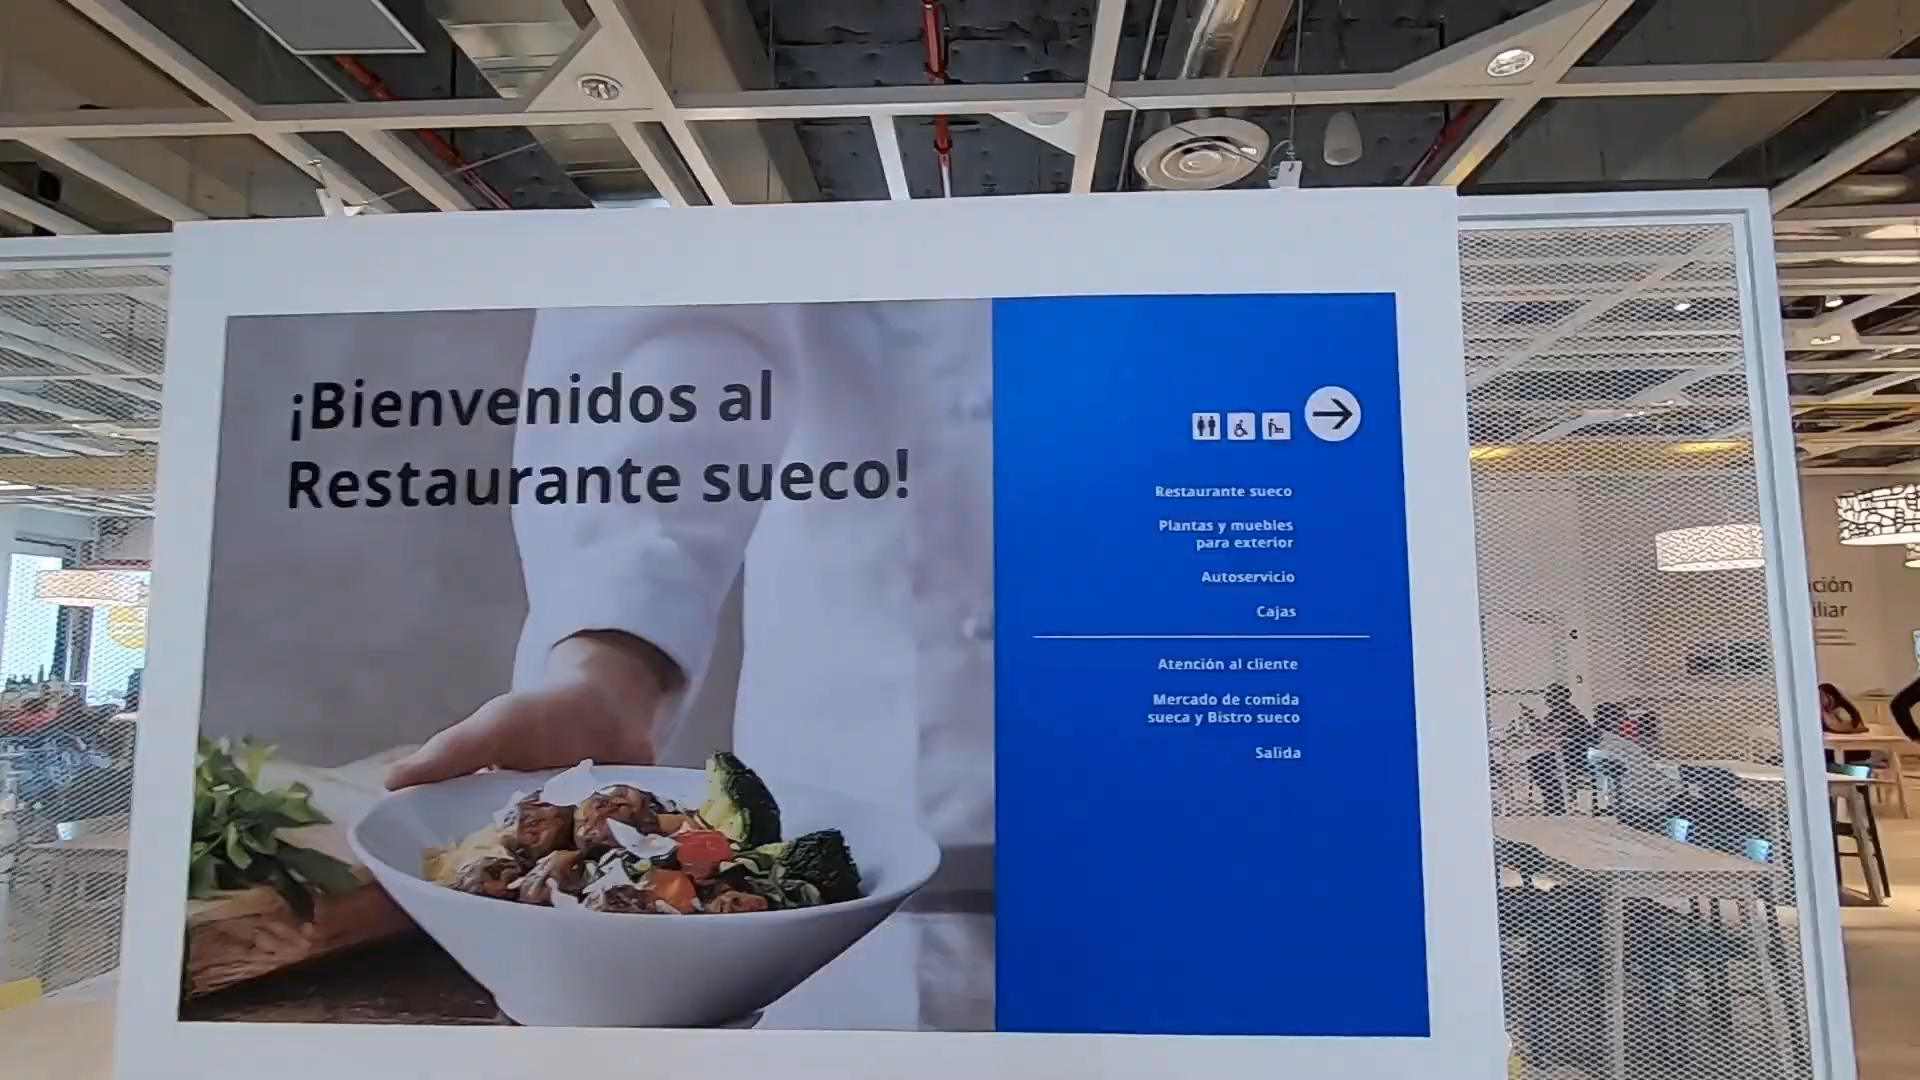 ¡Bienvenidos al
Restaurante sueco!
Restaurante sueco
Plantas y muebles
para exterior
Autoservicio
Cajas
Atención al cliente
Mercado de comida
sueca y Bistro sueco
Salida